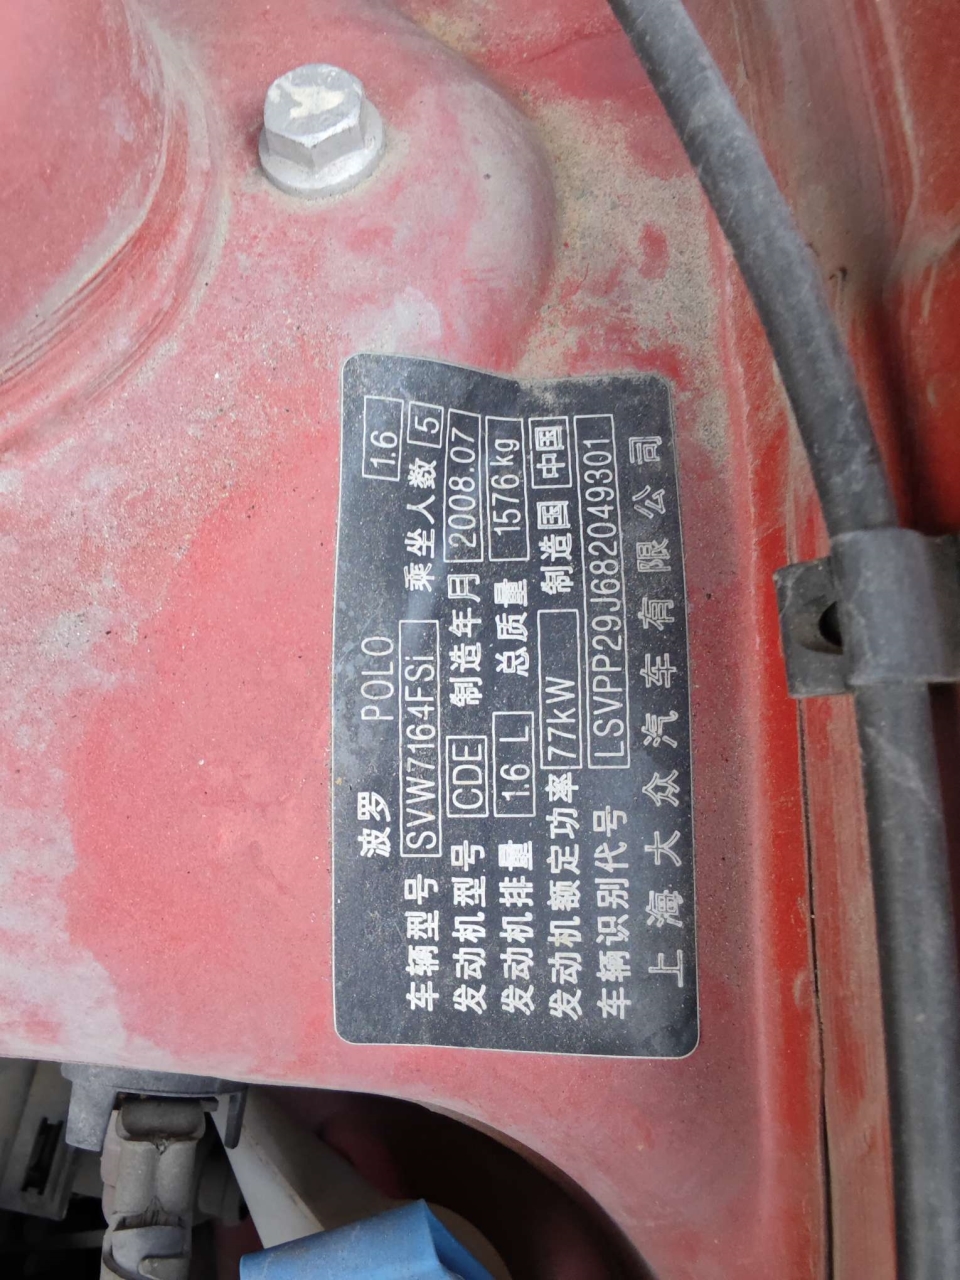 波罗 POLO 1.6
车辆型号 SVW7164FSi 乘坐人数 5
发动机型号 CDE 制造年月 2008.07
发动机排量 1.6 L 总质量 1576kg
发动机额定功率 77kW 制造国 中国
车辆识别代号 LSVPP29J682049301
上海大众汽车有限公司